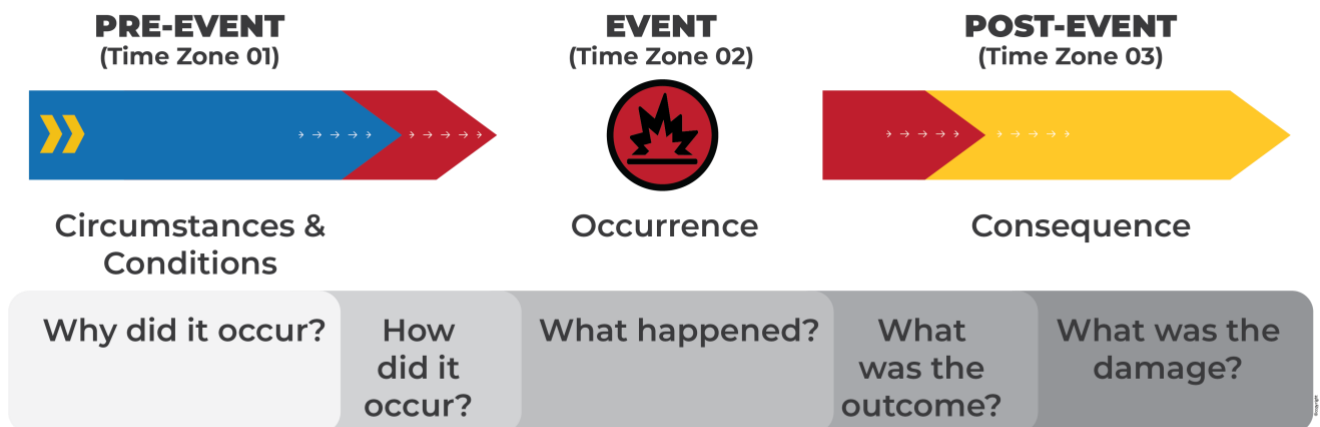 PRE-EVENT
(Time Zone 01)
EVENT
(Time Zone 02)
POST-EVENT
(Time Zone 03)
Circumstances &
Conditions
Occurrence
Consequence
Why did it occur?
How
did it
occur?
What happened?
What
was the
outcome?
What was the
damage?